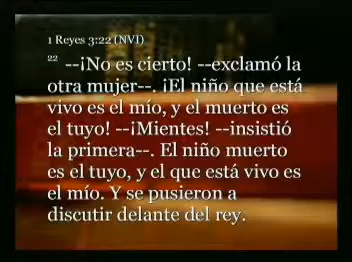 1 Reyes 3:22 (NVI)
22 --¡No es cierto! --exclamó la
otra mujer--. ¡El niño que está
vivo es el mío, y el muerto es
el tuyo! --¡Mientes! --insistió
la primera--. El niño muerto
es el tuyo, y el que está vivo es
el mío. Y se pusieron a
discutir delante del rey.